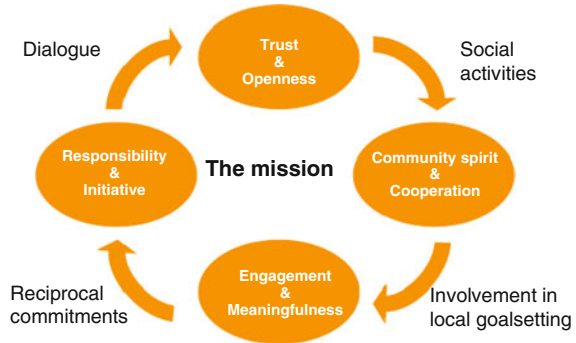 Dialogue
Trust
&
Openness
Social
activities
Responsibility
&
Initiative
The mission
Community spirit
&
Cooperation
Reciprocal
commitments
Engagement
&
Meaningfulness
Involvement in
local goalsetting